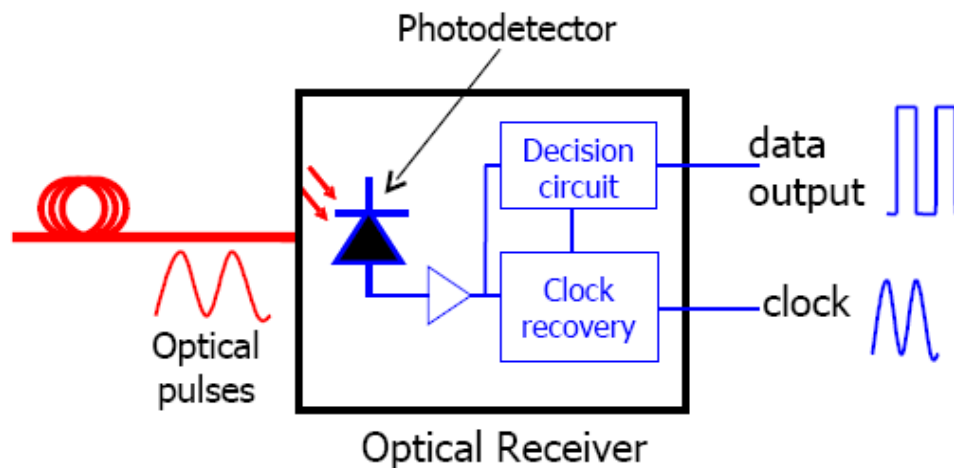 Photodetector
Decision
circuit
data
output
Clock
recovery
clock
Optical
pulses
Optical Receiver